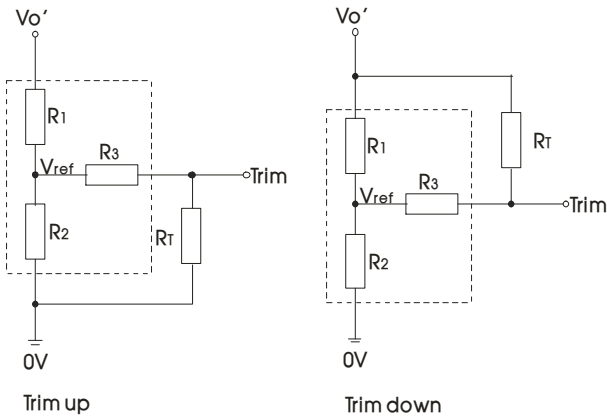 Vo’
R1
R3
Vref
Trim
R2
RT
0V
Trim up
Vo’
R1
RT
R3
Vref
Trim
R2
0V
Trim down